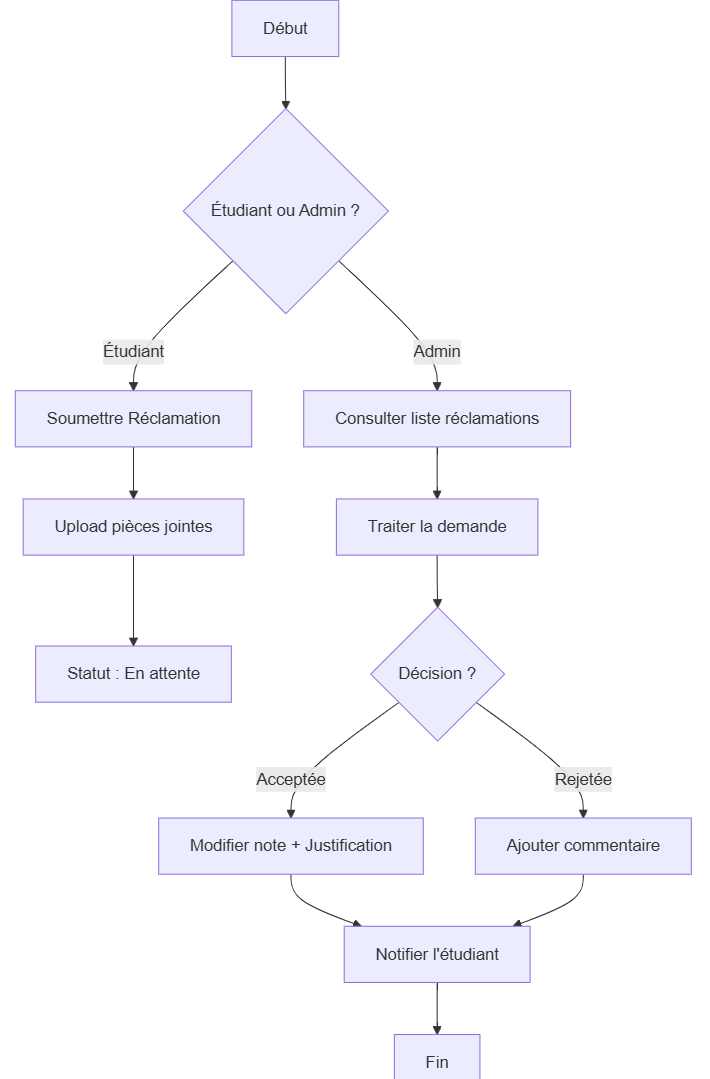 Début
Étudiant ou Admin ?
Étudiant
Admin
Soumettre Réclamation
Consulter liste réclamations
Upload pièces jointes
Traiter la demande
Statut : En attente
Décision ?
Acceptée
Rejetée
Modifier note + Justification
Ajouter commentaire
Notifier l'étudiant
Fin